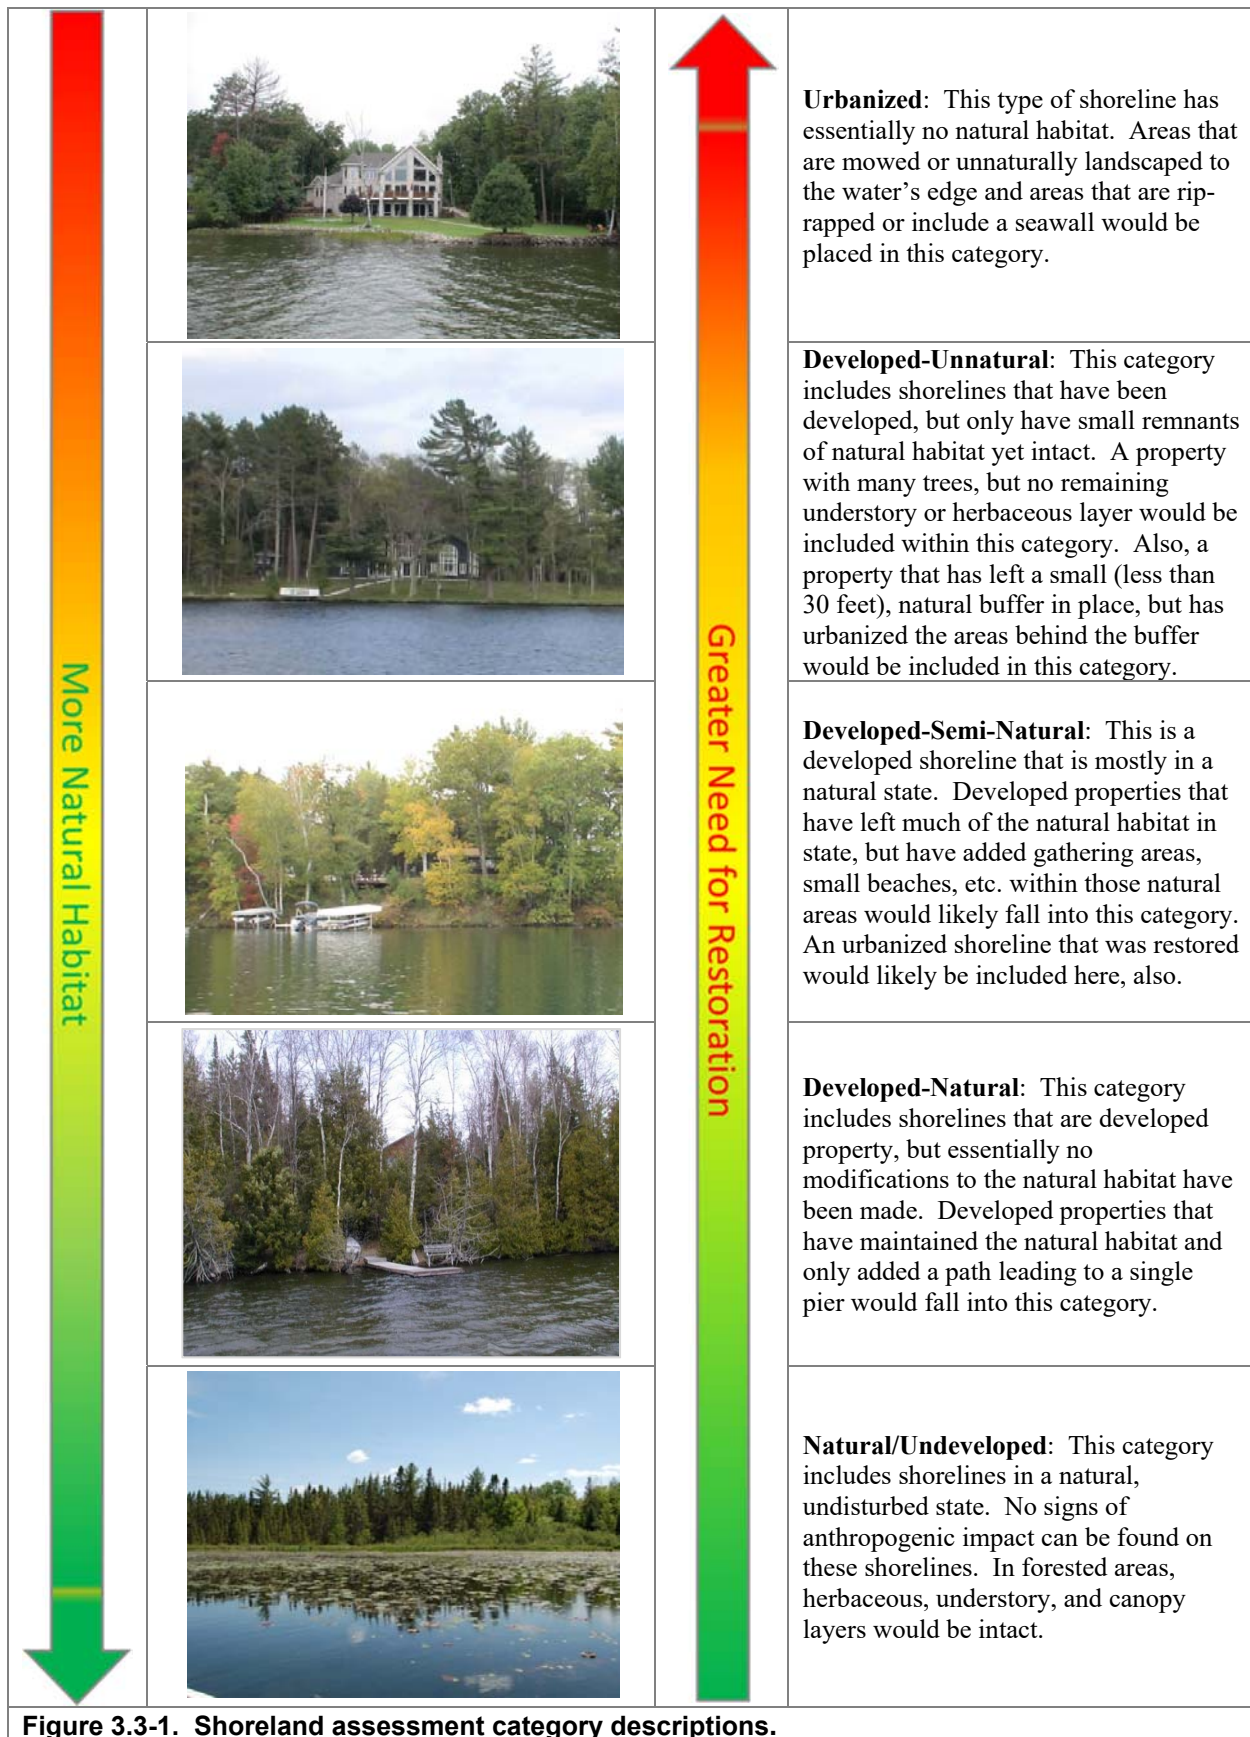 More Natural Habitat
Greater Need for Restoration
Urbanized: This type of shoreline has
essentially no natural habitat. Areas that
are mowed or unnaturally landscaped to
the water's edge and areas that are rip-
rapped or include a seawall would be
placed in this category.
Developed-Unnatural: This category
includes shorelines that have been
developed, but only have small remnants
of natural habitat yet intact. A property
with many trees, but no remaining
understory or herbaceous layer would be
included within this category. Also, a
property that has left a small (less than
30 feet), natural buffer in place, but has
urbanized the areas behind the buffer
would be included in this category.
Developed-Semi-Natural: This is a
developed shoreline that is mostly in a
natural state. Developed properties that
have left much of the natural habitat in
state, but have added gathering areas,
small beaches, etc. within those natural
areas would likely fall into this category.
An urbanized shoreline that was restored
would likely be included here, also.
Developed-Natural: This category
includes shorelines that are developed
property, but essentially no
modifications to the natural habitat have
been made. Developed properties that
have maintained the natural habitat and
only added a path leading to a single
pier would fall into this category.
Natural/Undeveloped: This category
includes shorelines in a natural,
undisturbed state. No signs of
anthropogenic impact can be found on
these shorelines. In forested areas,
herbaceous, understory, and canopy
layers would be intact.
Figure 3.3-1. Shoreland assessment category descriptions.